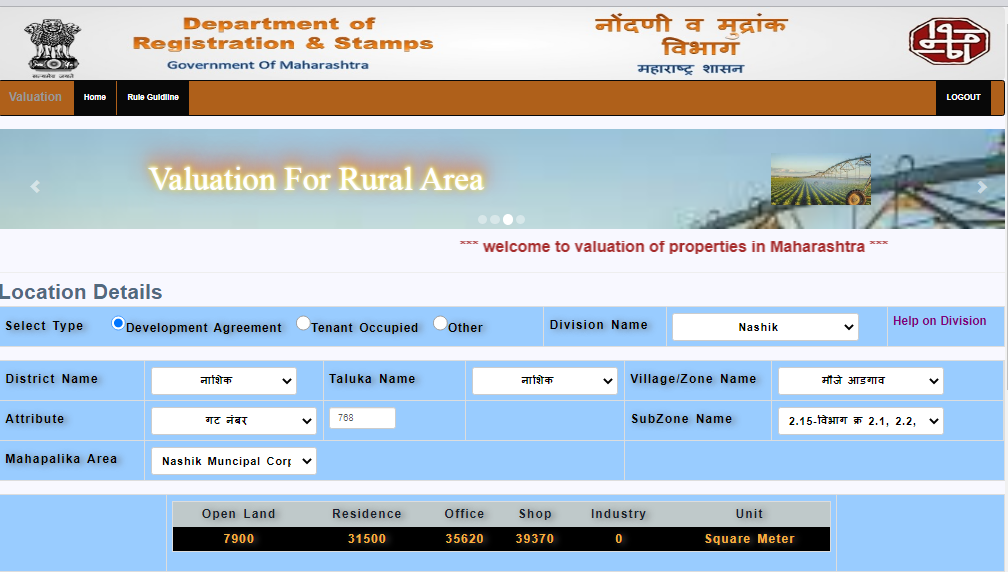 Department of
Registration & Stamps
Government Of Maharashtra
नोंदणी व मुद्रांक
विभाग
महाराष्ट्र शासन
सत्यमेव जयते
Valuation Home Rule Guidline LOGOUT
Valuation For Rural Area
*** welcome to valuation of properties in Maharashtra ***
Location Details
Select Type Development Agreement Tenant Occupied Other Division Name Nashik Help on Division
District Name नाशिक Taluka Name नाशिक Village/Zone Name मौजे आडगाव
Attribute गट नंबर 768 SubZone Name 2.15-विभाग क्र 2.1, 2.2,
Mahapalika Area Nashik Muncipal Corp
Open Land Residence Office Shop Industry Unit
7900 31500 35620 39370 0 Square Meter